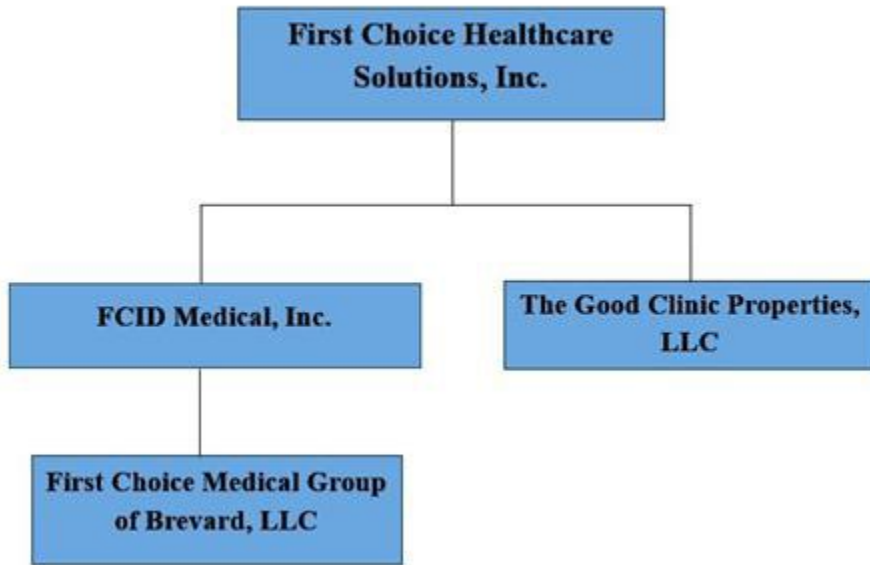 First Choice Healthcare
Solutions, Inc.
FCID Medical, Inc.
The Good Clinic Properties,
LLC
First Choice Medical Group
of Brevard, LLC